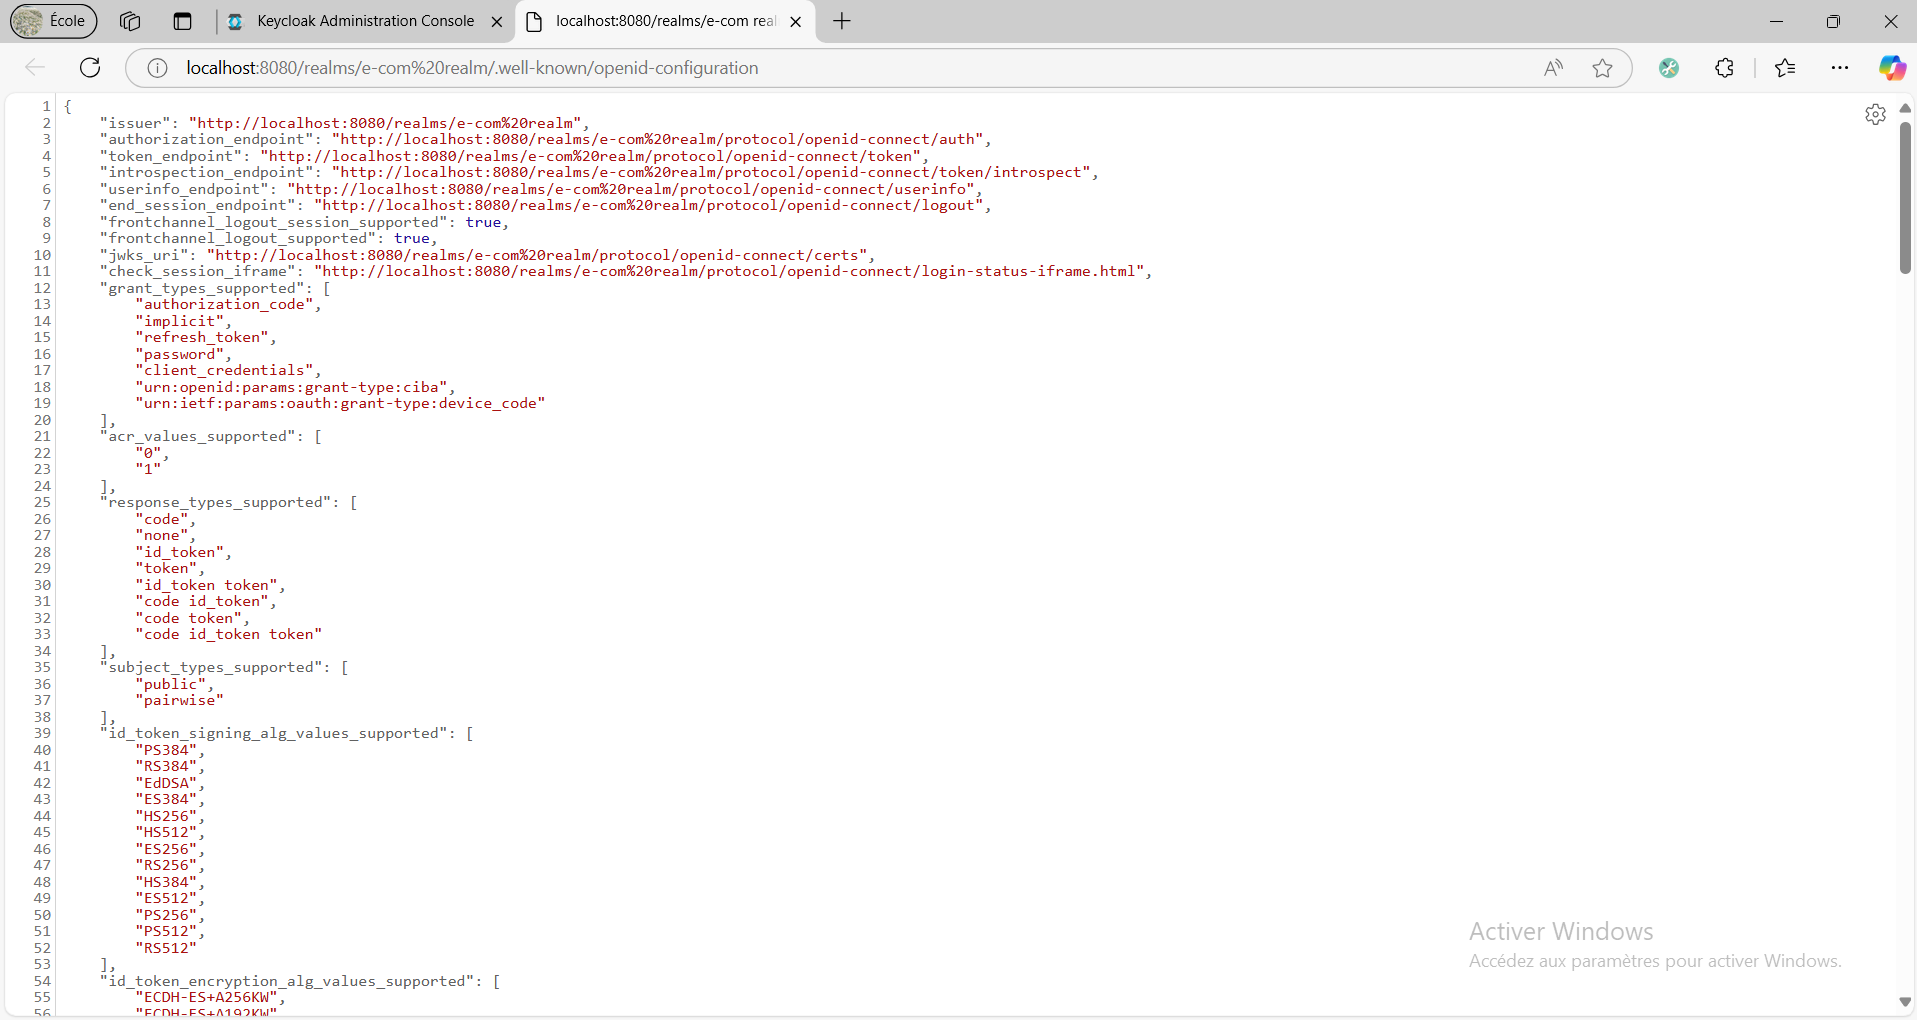 École
Keycloak Administration Console
localhost:8080/realms/e-com real
localhost:8080/realms/e-com%20realm/.well-known/openid-configuration
1 {
2 "issuer": "http://localhost:8080/realms/e-com%20realm",
3 "authorization_endpoint": "http://localhost:8080/realms/e-com%20realm/protocol/openid-connect/auth",
4 "token_endpoint": "http://localhost:8080/realms/e-com%20realm/protocol/openid-connect/token",
5 "introspection_endpoint": "http://localhost:8080/realms/e-com%20realm/protocol/openid-connect/token/introspect",
6 "userinfo_endpoint": "http://localhost:8080/realms/e-com%20realm/protocol/openid-connect/userinfo",
7 "end_session_endpoint": "http://localhost:8080/realms/e-com%20realm/protocol/openid-connect/logout",
8 "frontchannel_logout_session_supported": true,
9 "frontchannel_logout_supported": true,
10 "jwks_uri": "http://localhost:8080/realms/e-com%20realm/protocol/openid-connect/certs",
11 "check_session_iframe": "http://localhost:8080/realms/e-com%20realm/protocol/openid-connect/login-status-iframe.html",
12 "grant_types_supported": [
13 "authorization_code",
14 "implicit",
15 "refresh_token",
16 "password",
17 "client_credentials",
18 "urn:openid:params:grant-type:ciba",
19 "urn:ietf:params:oauth:grant-type:device_code"
20 ],
21 "acr_values_supported": [
22 "0",
23 "1"
24 ],
25 "response_types_supported": [
26 "code",
27 "none",
28 "id_token",
29 "token",
30 "id_token token",
31 "code id_token",
32 "code token",
33 "code id_token token"
34 ],
35 "subject_types_supported": [
36 "public",
37 "pairwise"
38 ],
39 "id_token_signing_alg_values_supported": [
40 "PS384",
41 "RS384",
42 "EdDSA",
43 "ES384",
44 "HS256",
45 "HS512",
46 "ES256",
47 "RS256",
48 "HS384",
49 "ES512",
50 "PS256",
51 "PS512",
52 "RS512"
53 ],
54 "id_token_encryption_alg_values_supported": [
55 "ECDH-ES+A256KW",
56 "ECDH-ES+A192KW"
Activer Windows
Accédez aux paramètres pour activer Windows.